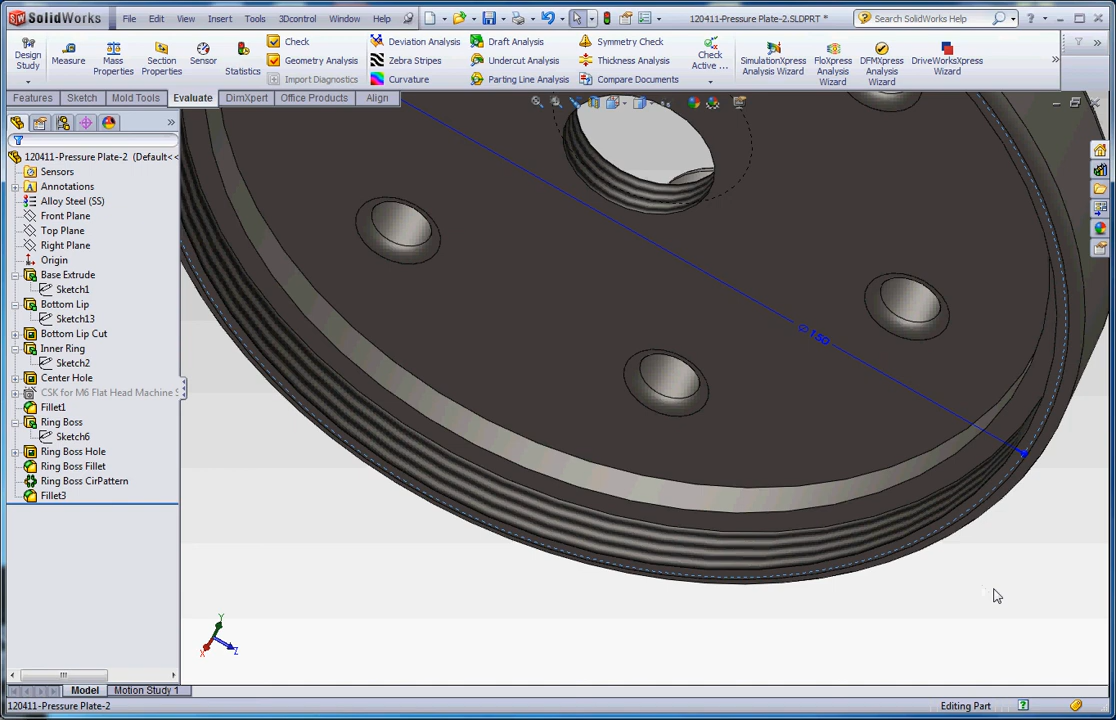 SolidWorks File Edit View Insert Tools 3Dcontrol Window Help 120411-Pressure Plate-2.SLDPRT * Search SolidWorks Help
Design Study
Measure
Mass Properties
Section Properties
Sensor
Statistics
Check
Geometry Analysis
Import Diagnostics
Deviation Analysis
Zebra Stripes
Curvature
Draft Analysis
Undercut Analysis
Parting Line Analysis
Symmetry Check
Thickness Analysis
Compare Documents
Check Active ...
SimulationXpress Analysis Wizard
FloXpress Analysis Wizard
DFMXpress Analysis Wizard
DriveWorksXpress Wizard
Features Sketch Mold Tools Evaluate DimXpert Office Products Align
120411-Pressure Plate-2 (Default<<
Sensors
Annotations
Alloy Steel (SS)
Front Plane
Top Plane
Right Plane
Origin
Base Extrude
Sketch1
Bottom Lip
Sketch13
Bottom Lip Cut
Inner Ring
Sketch2
Center Hole
CSK for M6 Flat Head Machine S
Fillet1
Ring Boss
Sketch6
Ring Boss Hole
Ring Boss Fillet
Ring Boss CirPattern
Fillet3
∅150
Y
X
Z
Model Motion Study 1
120411-Pressure Plate-2 Editing Part